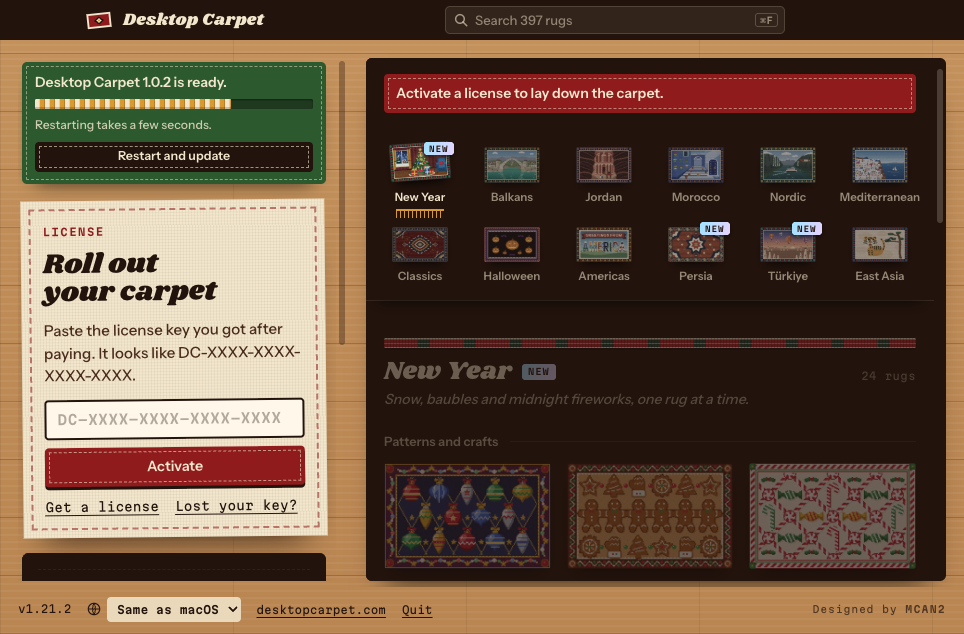 Desktop Carpet
Search 397 rugs
⌘F
Desktop Carpet 1.0.2 is ready.
Restarting takes a few seconds.
Restart and update
LICENSE
Roll out
your carpet
Paste the license key you got after
paying. It looks like DC-XXXX-XXXX-
XXXX-XXXX.
DC-XXXX-XXXX-XXXX-XXXX
Activate
Get a license Lost your key?
Activate a license to lay down the carpet.
NEW
New Year Balkans Jordan Morocco Nordic Mediterranean
NEW NEW
Classics Halloween Americas Persia Türkiye East Asia
New Year NEW
24 rugs
Snow, baubles and midnight fireworks, one rug at a time.
Patterns and crafts
v1.21.2 Same as macOS desktopcarpet.com Quit
Designed by MCAN2